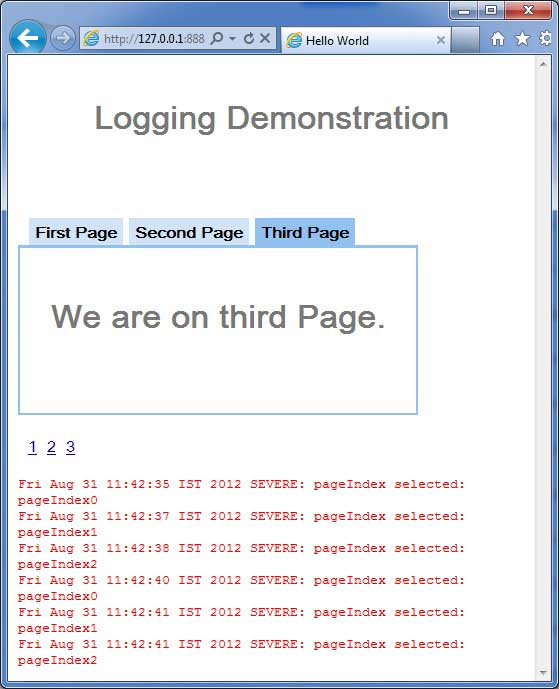 http://127.0.0.1:888
Hello World
Logging Demonstration
First Page Second Page Third Page
We are on third Page.
1 2 3
Fri Aug 31 11:42:35 IST 2012 SEVERE: pageIndex selected:
pageIndex0
Fri Aug 31 11:42:37 IST 2012 SEVERE: pageIndex selected:
pageIndex1
Fri Aug 31 11:42:38 IST 2012 SEVERE: pageIndex selected:
pageIndex2
Fri Aug 31 11:42:40 IST 2012 SEVERE: pageIndex selected:
pageIndex0
Fri Aug 31 11:42:41 IST 2012 SEVERE: pageIndex selected:
pageIndex1
Fri Aug 31 11:42:41 IST 2012 SEVERE: pageIndex selected:
pageIndex2